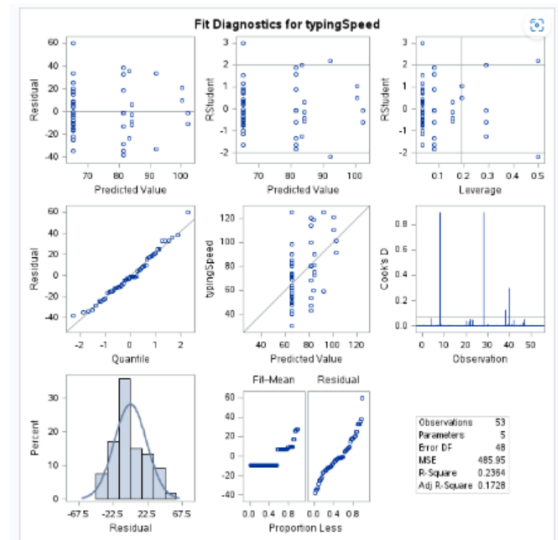 Fit Diagnostics for typingSpeed
60
40
20
0
-20
-40
Residual
70 80 90 100
Predicted Value
3
2
1
0
-1
-2
RStudent
70 80 90 100
Predicted Value
3
2
1
0
-1
-2
RStudent
0.1 0.2 0.3 0.4 0.5
Leverage
60
40
20
0
-20
-40
Residual
-2 -1 0 1 2
Quantile
120
100
80
60
40
typingSpeed
40 60 80 100 120
Predicted Value
0.8
0.6
0.4
0.2
0.0
Cook's D
0 10 20 30 40 50
Observation
30
20
10
0
Percent
-67.5 -22.5 22.5 67.5
Residual
Fit–Mean Residual
60
40
20
0
-20
-40
0.0 0.4 0.8 0.0 0.4 0.8
Proportion Less
Observations 53
Parameters 5
Error DF 48
MSE 485.95
R-Square 0.2364
Adj R-Square 0.1728